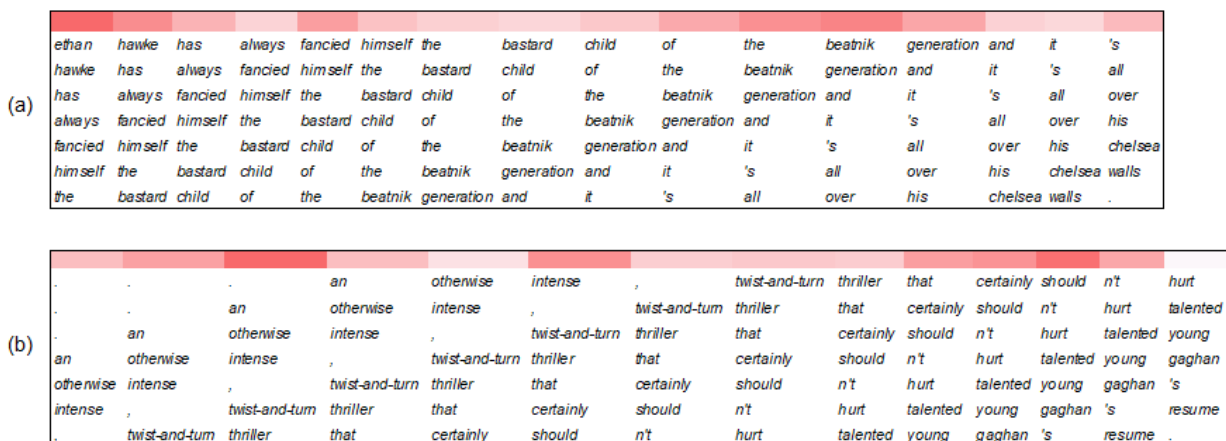 ethan hawke has always fancied himself the bastard child of the beatnik generation and it 's
hawke has always fancied himself the bastard child of the beatnik generation and it 's all
has always fancied himself the bastard child of the beatnik generation and it 's all over
(a)
always fancied himself the bastard child of the beatnik generation and it 's all over his
fancied himself the bastard child of the beatnik generation and it 's all over his chelsea
himself the bastard child of the beatnik generation and it 's all over his chelsea walls
the bastard child of the beatnik generation and it 's all over his chelsea walls .
. . . an otherwise intense , twist-and-turn thriller that certainly should n't hurt
. . an otherwise intense , twist-and-turn thriller that certainly should n't hurt talented
. an otherwise intense , twist-and-turn thriller that certainly should n't hurt talented young
(b)
an otherwise intense , twist-and-turn thriller that certainly should n't hurt talented young gaghan
otherwise intense , twist-and-turn thriller that certainly should n't hurt talented young gaghan 's
intense , twist-and-turn thriller that certainly should n't hurt talented young gaghan 's resume
, twist-and-turn thriller that certainly should n't hurt talented young gaghan 's resume .